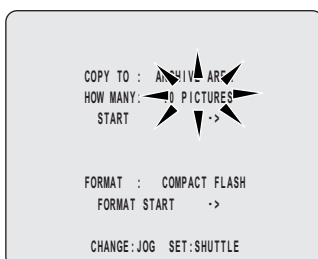 COPY TO :
HOW MANY: PICTURES
START ->
FORMAT : COMPACT FLASH
FORMAT START ->
CHANGE:JOG SET:SHUTTLE